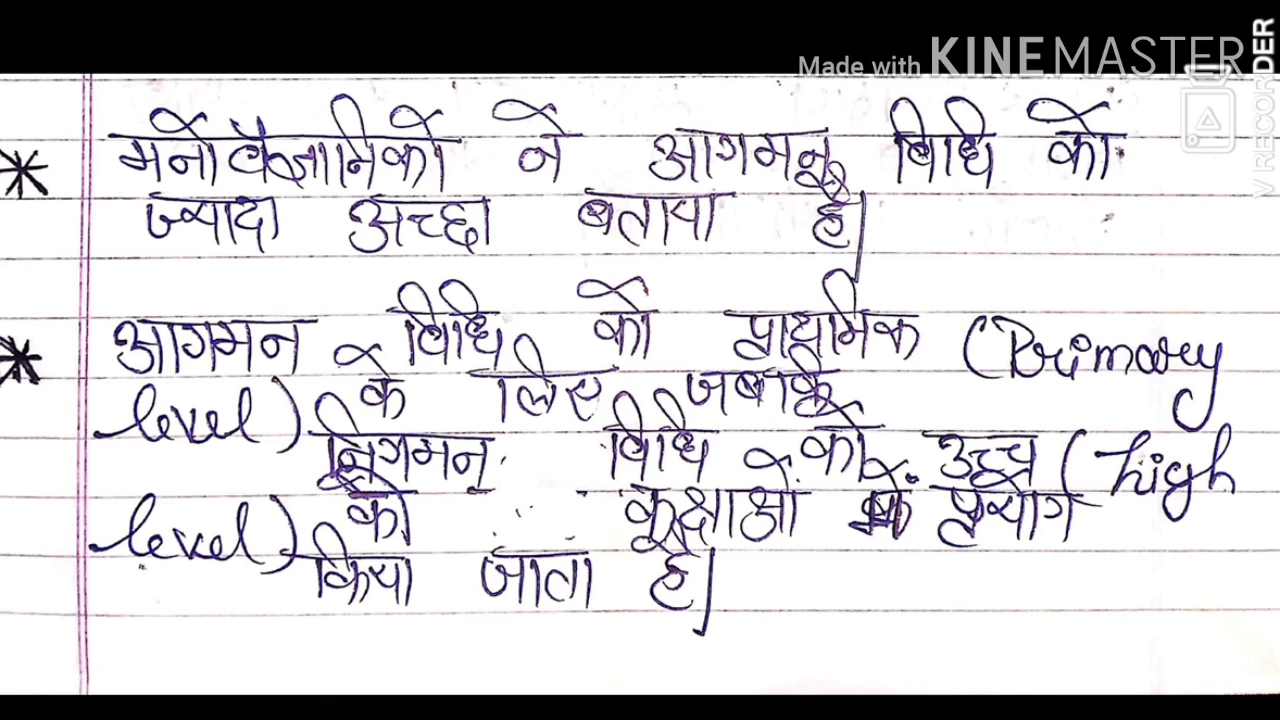 Made with KINEMASTER
V RECORDER
* मनोवैज्ञानिकों ने आगमन विधि को
ज्यादा अच्छा बताया है।
* आगमन विधि को प्राथमिक (Primary
level) के लिए जबकि
निगमन विधि को उच्च (high
level) को कक्षाओं में प्रयोग
किया जाता है।